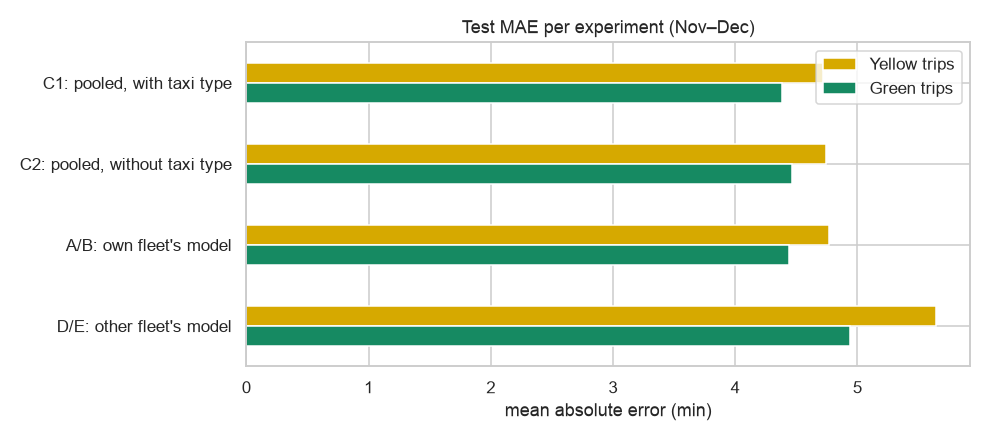 Test MAE per experiment (Nov–Dec)
Yellow trips
Green trips
C1: pooled, with taxi type
C2: pooled, without taxi type
A/B: own fleet's model
D/E: other fleet's model
0 1 2 3 4 5
mean absolute error (min)